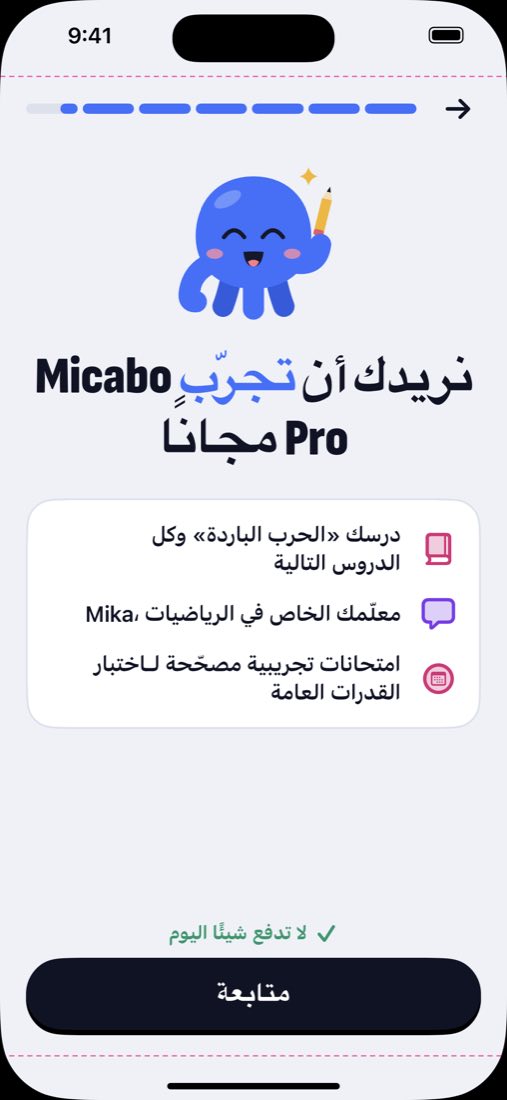 9:41
نريدك أن تجرّب Micabo
Pro مجانًا
درسك «الحرب الباردة» وكل
الدروس التالية
Mika، معلّمك الخاص في الرياضيات
امتحانات تجريبية مصحّحة لـاختبار
القدرات العامة
لا تدفع شيئًا اليوم
متابعة